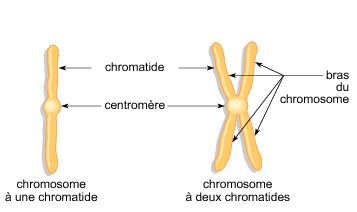 chromatide
centromère
bras
du
chromosome
chromosome
à une chromatide
chromosome
à deux chromatides